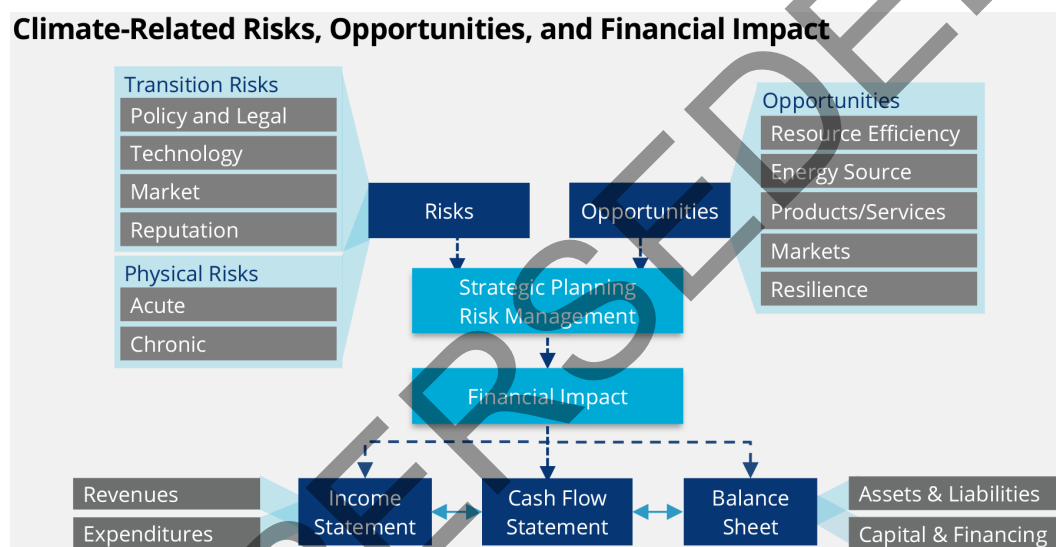 Climate-Related Risks, Opportunities, and Financial Impact
Transition Risks
Policy and Legal
Technology
Market
Reputation
Physical Risks
Acute
Chronic
Risks
Opportunities
Opportunities
Resource Efficiency
Energy Source
Products/Services
Markets
Resilience
Strategic Planning
Risk Management
Financial Impact
Revenues
Expenditures
Income
Statement
Cash Flow
Statement
Balance
Sheet
Assets & Liabilities
Capital & Financing
ERSEDE